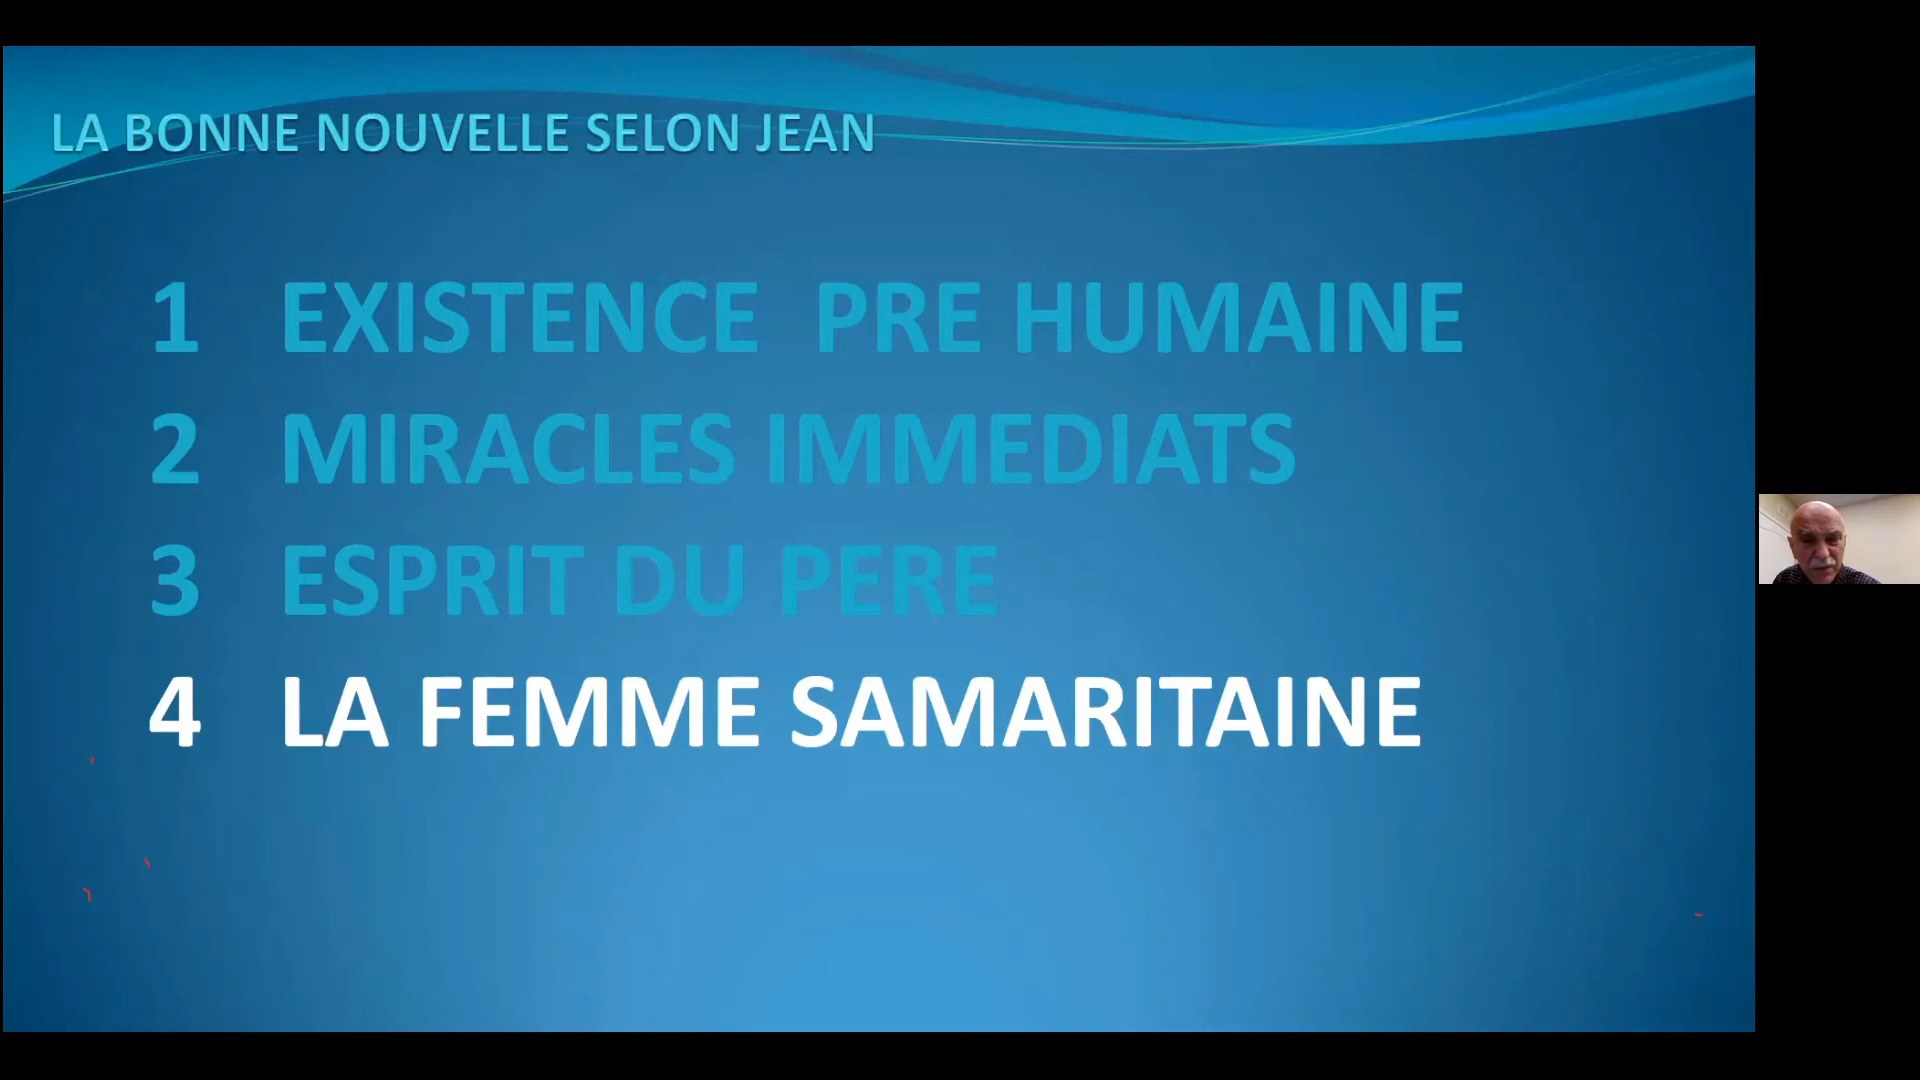 LA BONNE NOUVELLE SELON JEAN
1 EXISTENCE PRE HUMAINE
2 MIRACLES IMMEDIATS
3 ESPRIT DU PERE
4 LA FEMME SAMARITAINE